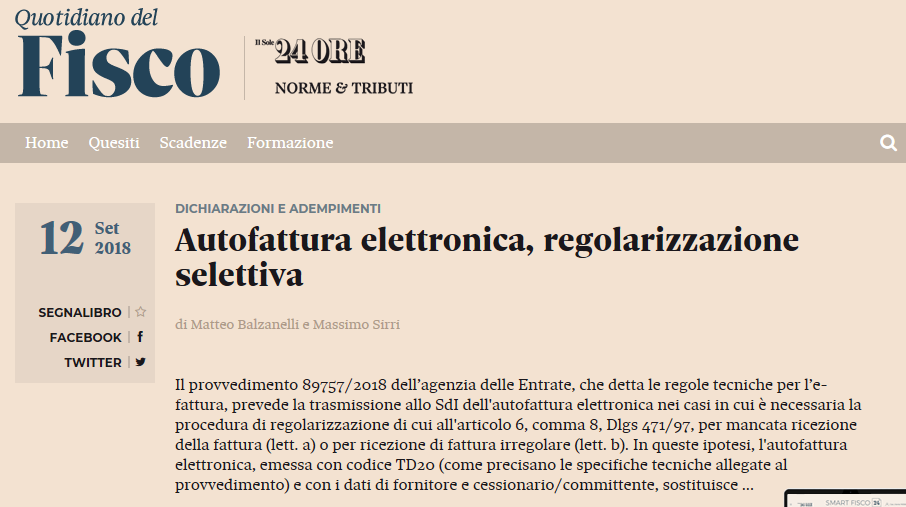 Quotidiano del
Fisco
Il Sole
24 ORE
NORME & TRIBUTI
Home Quesiti Scadenze Formazione
12 Set
2018
SEGNALIBRO
FACEBOOK
TWITTER
DICHIARAZIONI E ADEMPIMENTI
Autofattura elettronica, regolarizzazione
selettiva
di Matteo Balzanelli e Massimo Sirri
Il provvedimento 89757/2018 dell’agenzia delle Entrate, che detta le regole tecniche per l’e-
fattura, prevede la trasmissione allo SdI dell'autofattura elettronica nei casi in cui è necessaria la
procedura di regolarizzazione di cui all'articolo 6, comma 8, Dlgs 471/97, per mancata ricezione
della fattura (lett. a) o per ricezione di fattura irregolare (lett. b). In queste ipotesi, l'autofattura
elettronica, emessa con codice TD20 (come precisano le specifiche tecniche allegate al
provvedimento) e con i dati di fornitore e cessionario/committente, sostituisce ...
SMART FISCO 24